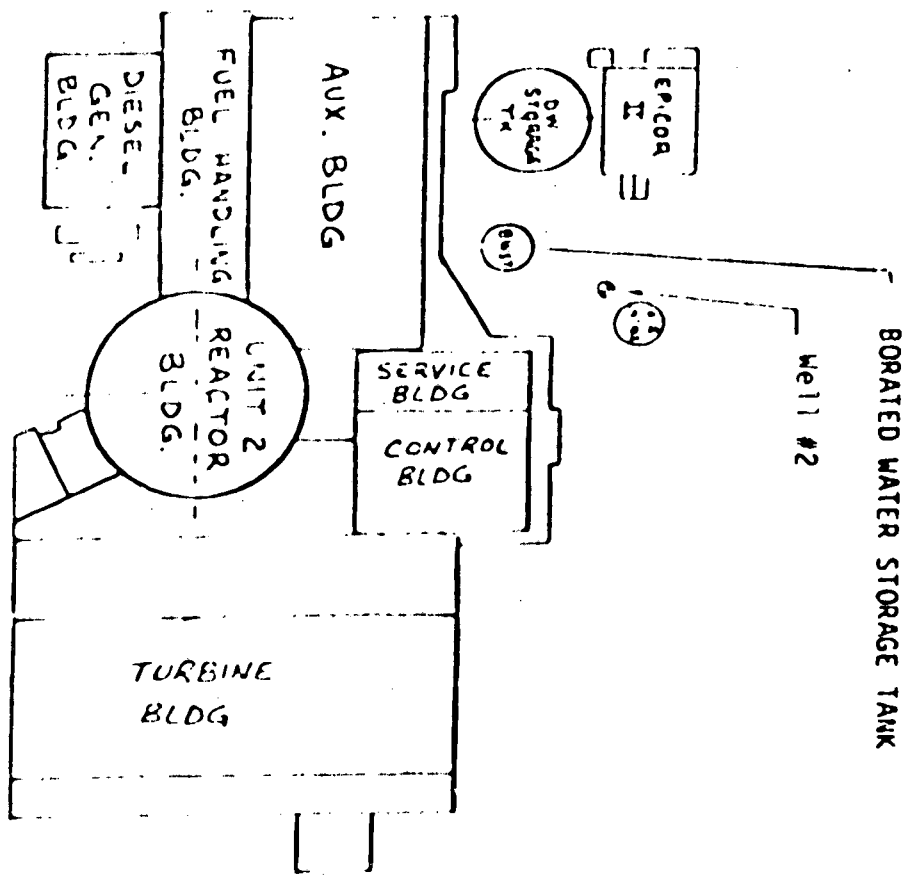 EPICOR
II
DW
STORAGE
TK
BWST
BORATED WATER STORAGE TANK
Well #2
AUX. BLDG
FUEL HANDLING
BLDG.
DIESEL
GEN.
BLDG.
UNIT 2
REACTOR
BLDG.
SERVICE
BLDG
CONTROL
BLDG
TURBINE
BLDG